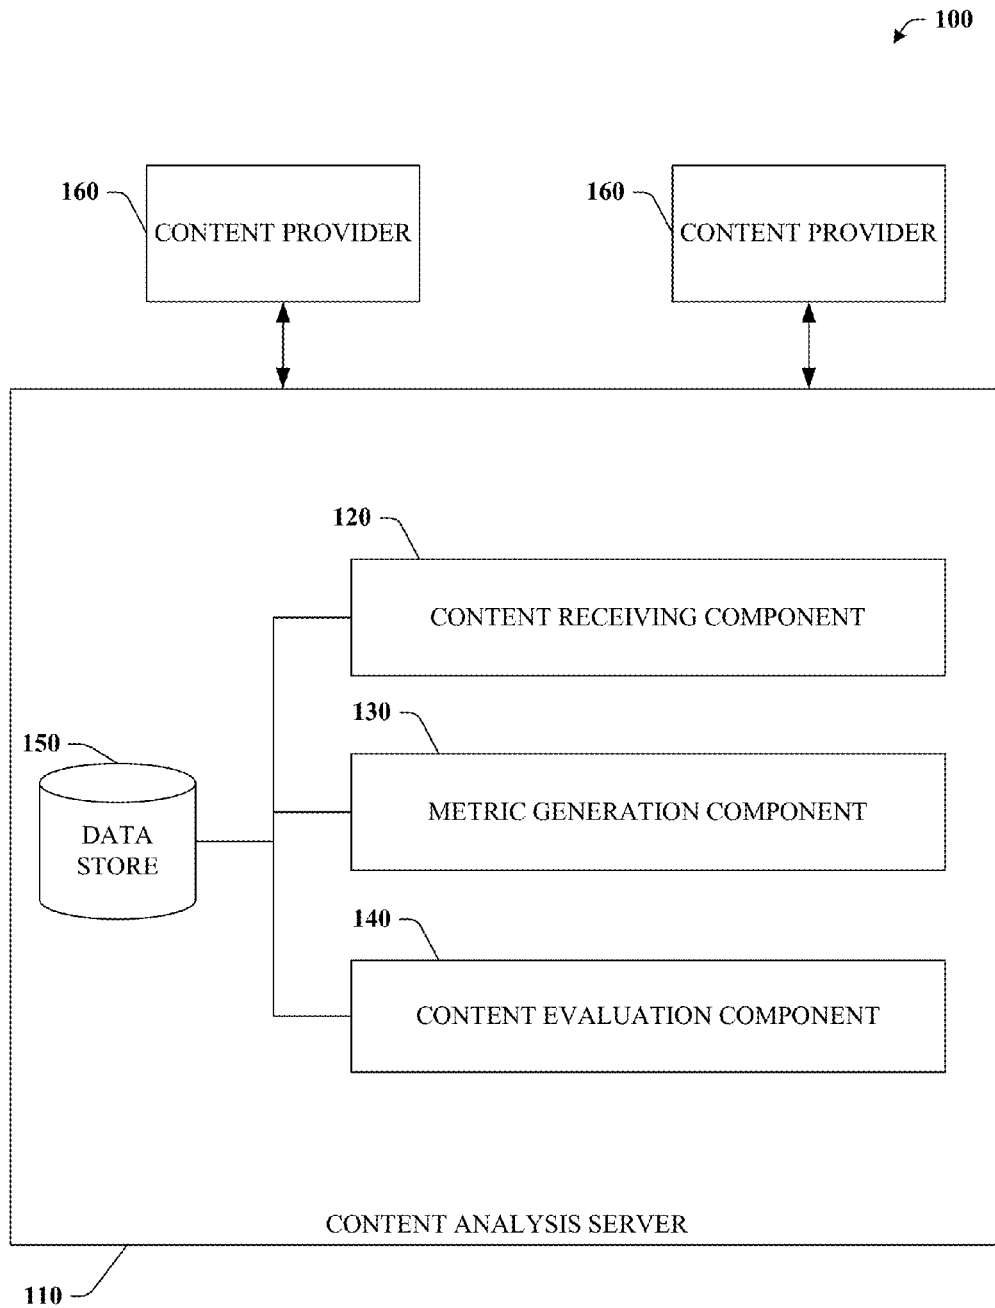 100
160
CONTENT PROVIDER
160
CONTENT PROVIDER
120
CONTENT RECEIVING COMPONENT
130
METRIC GENERATION COMPONENT
150
DATA
STORE
140
CONTENT EVALUATION COMPONENT
CONTENT ANALYSIS SERVER
110